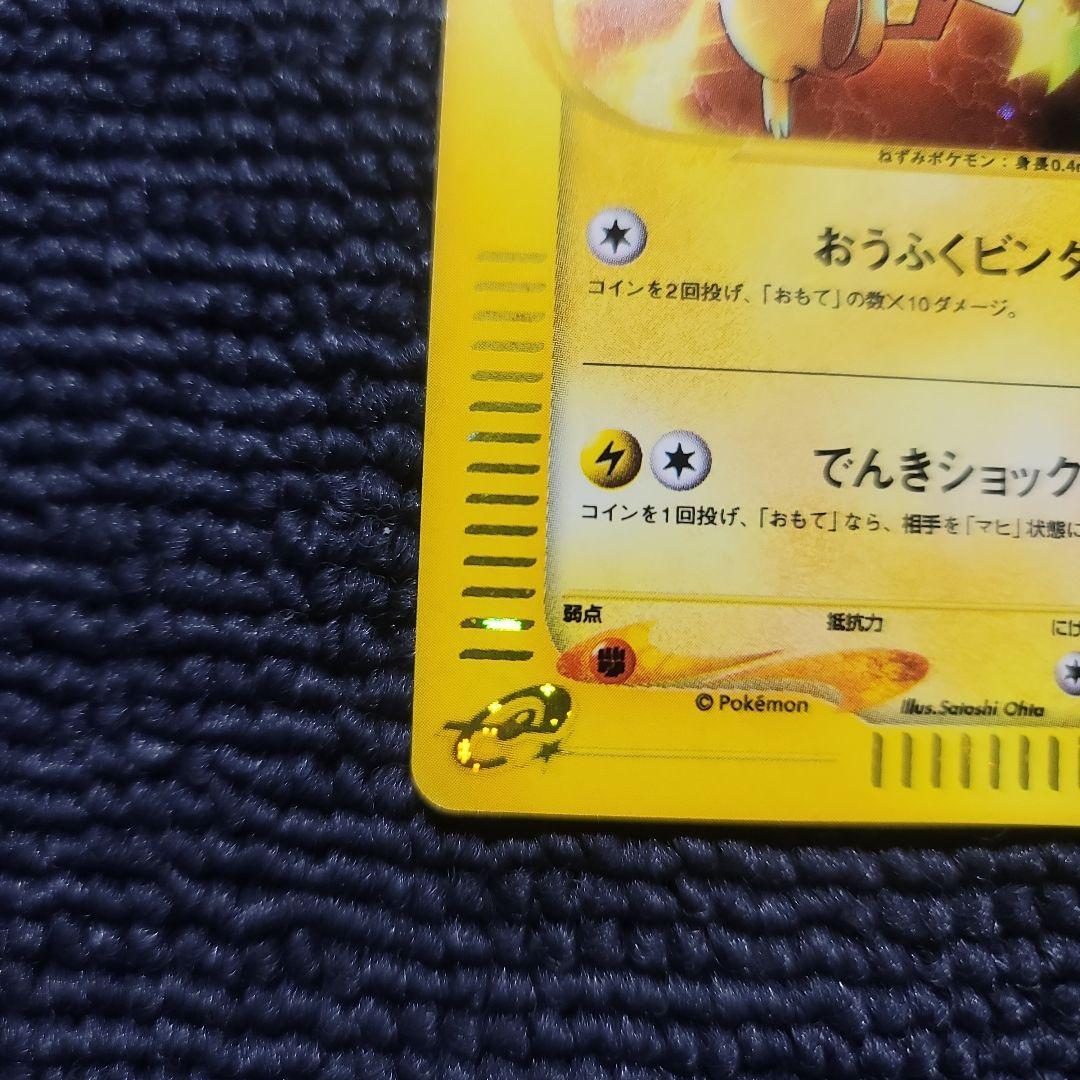 ねずみポケモン：身長0.4m
おうふくビンタ
コインを2回投げ、「おもて」の数×10ダメージ。
でんきショック
コインを1回投げ、「おもて」なら、相手を「マヒ」状態に
弱点
抵抗力
にげ
© Pokémon
Illus.Satoshi Ohta